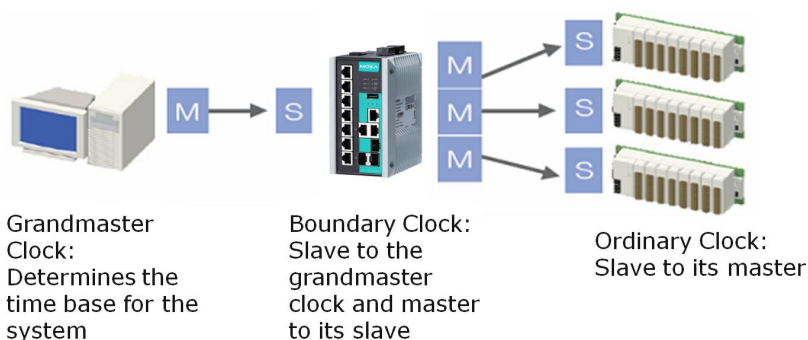 M
S
MOXA
M
M
M
S
S
S
Grandmaster
Clock:
Determines the
time base for the
system
Boundary Clock:
Slave to the
grandmaster
clock and master
to its slave
Ordinary Clock:
Slave to its master